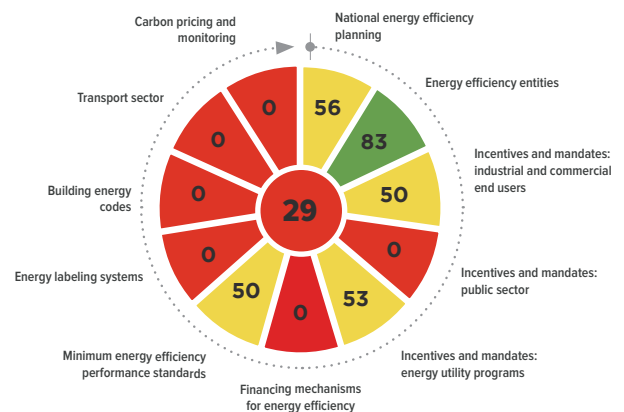 Carbon pricing and
monitoring
National energy efficiency
planning
Transport sector
Energy efficiency entities
0
56
0
83
Incentives and mandates:
industrial and commercial
end users
Building energy
codes
0
29
50
Energy labeling systems
0
0
Incentives and mandates:
public sector
50
0
53
Minimum energy efficiency
performance standards
Financing mechanisms
for energy efficiency
Incentives and mandates:
energy utility programs